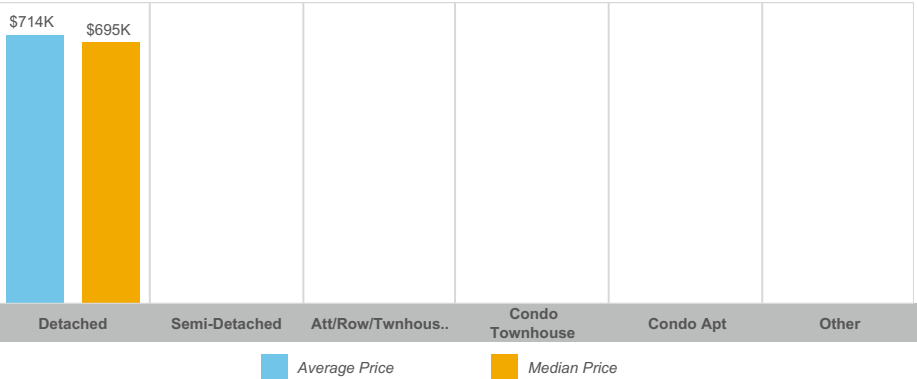 $714K
$695K
Detached
Semi-Detached
Att/Row/Twnhous..
Condo
Townhouse
Condo Apt
Other
Average Price
Median Price